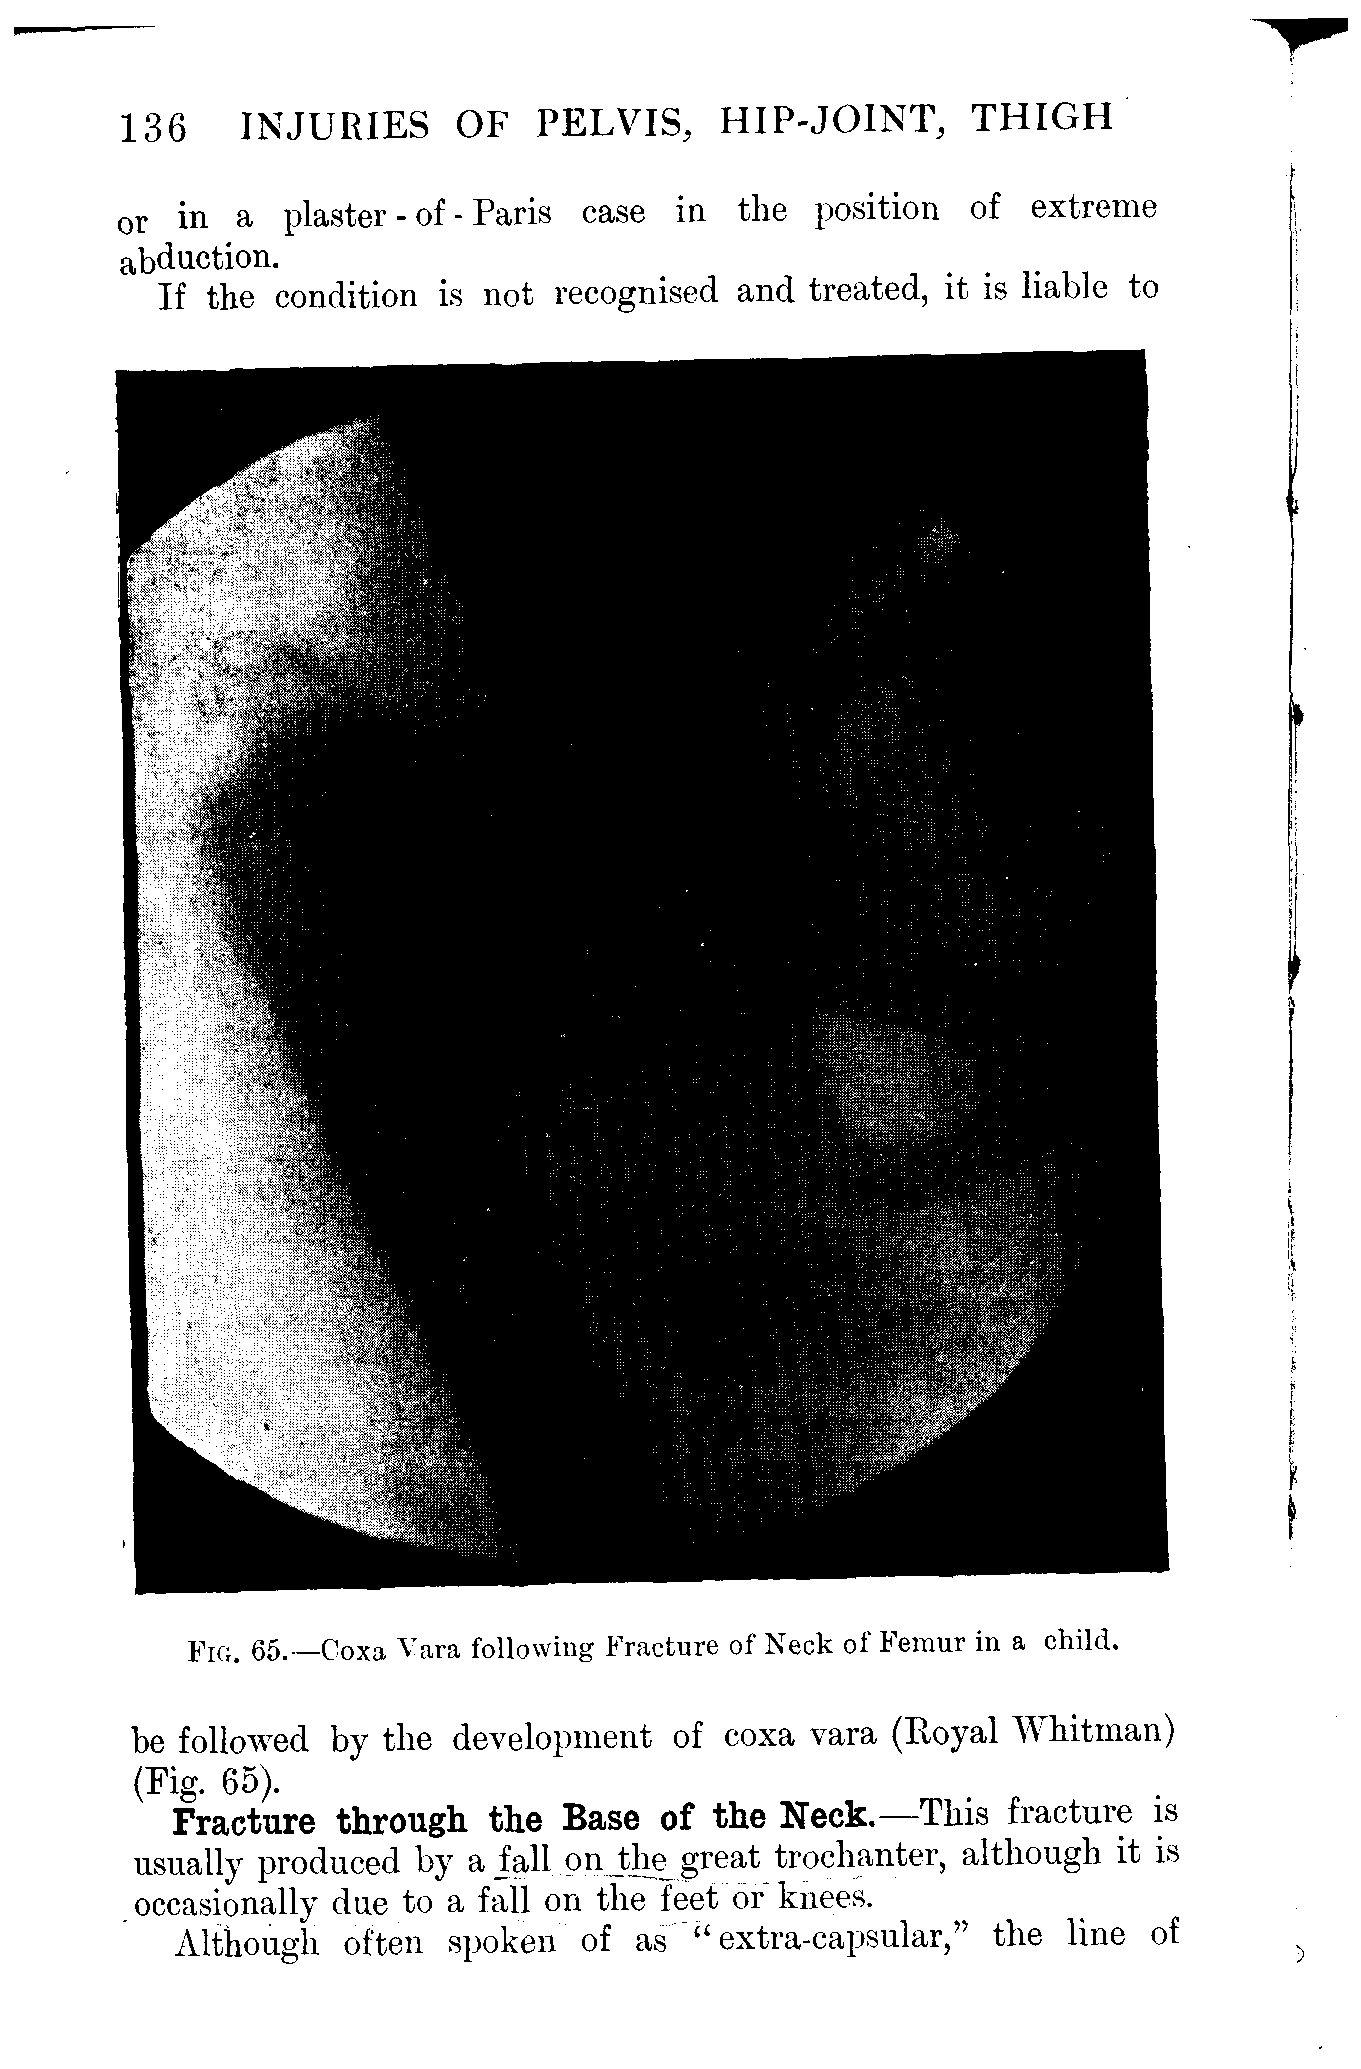 136 INJURIES OF PELVIS, HIP-JOINT, THIGH
or in a plaster-of-Paris case in the position of extreme
abduction.
If the condition is not recognised and treated, it is liable to
FIG. 65.—Coxa Vara following Fracture of Neck of Femur in a child.
be followed by the development of coxa vara (Royal Whitman)
(Fig. 65).
Fracture through the Base of the Neck.—This fracture is
usually produced by a fall on the great trochanter, although it is
occasionally due to a fall on the feet or knees.
Although often spoken of as "extra-capsular," the line of